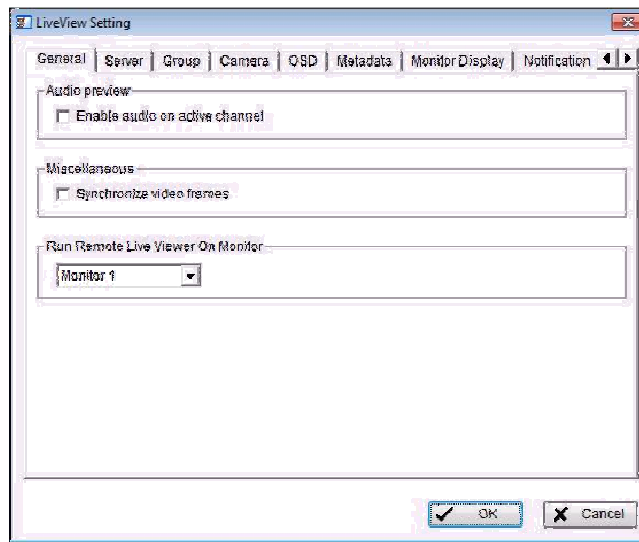 LiveView Setting
General Server Group Camera OSD Metadata Monitor Display Notification
Audio preview
Enable audio on active channel
Miscellaneous
Synchronize video frames
Run Remote Live Viewer On Monitor
Monitor 1
OK Cancel